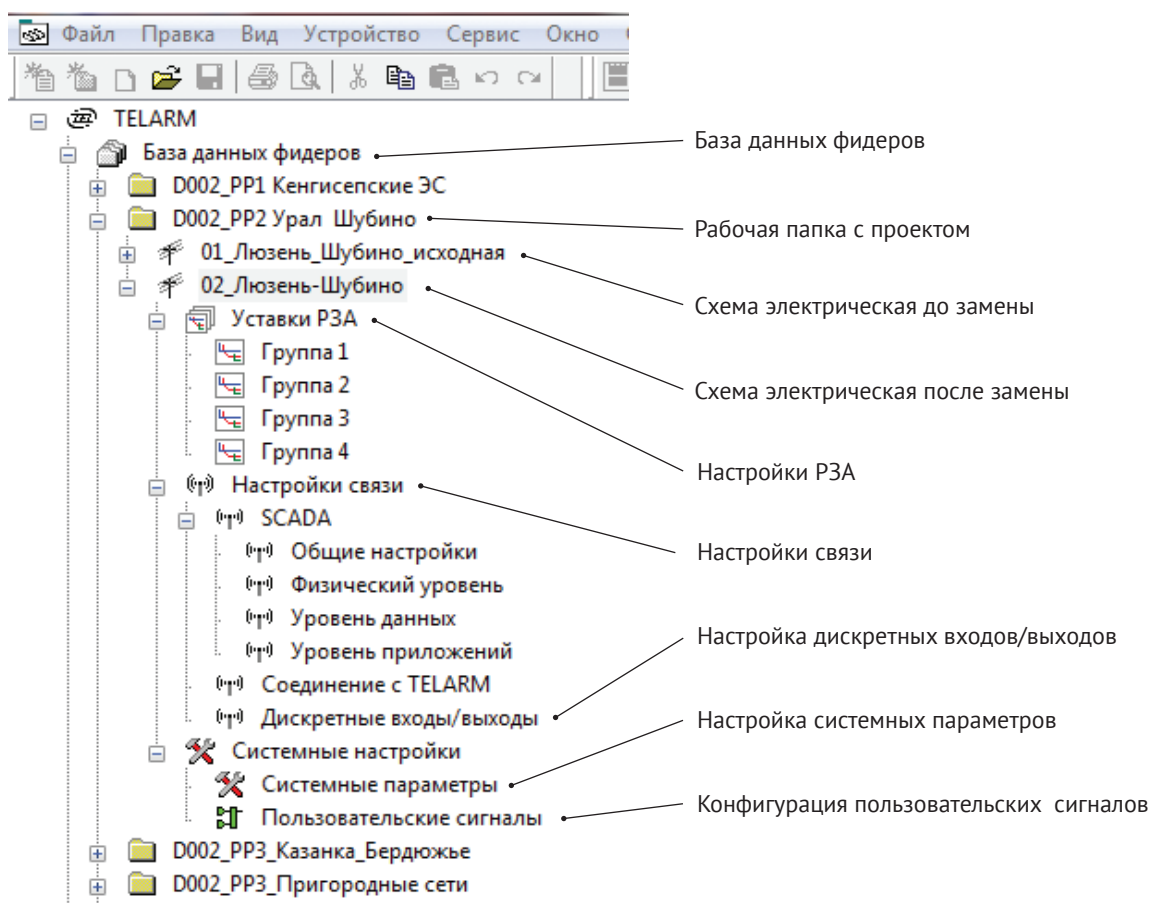 Файл Правка Вид Устройство Сервис Окно
TELARM
База данных фидеров
База данных фидеров
D002_PP1 Кенгисепские ЭС
D002_PP2 Урал Шубино
Рабочая папка с проектом
01_Люзень_Шубино_исходная
Схема электрическая до замены
02_Люзень-Шубино
Схема электрическая после замены
Уставки РЗА
Настройки РЗА
Группа 1
Группа 2
Группа 3
Группа 4
Настройки связи
Настройки связи
SCADA
Общие настройки
Физический уровень
Уровень данных
Уровень приложений
Соединение с TELARM
Дискретные входы/выходы
Настройка дискретных входов/выходов
Системные настройки
Системные параметры
Настройка системных параметров
Пользовательские сигналы
Конфигурация пользовательских сигналов
D002_PP3_Казанка_Бердюжье
D002_PP3_Пригородные сети